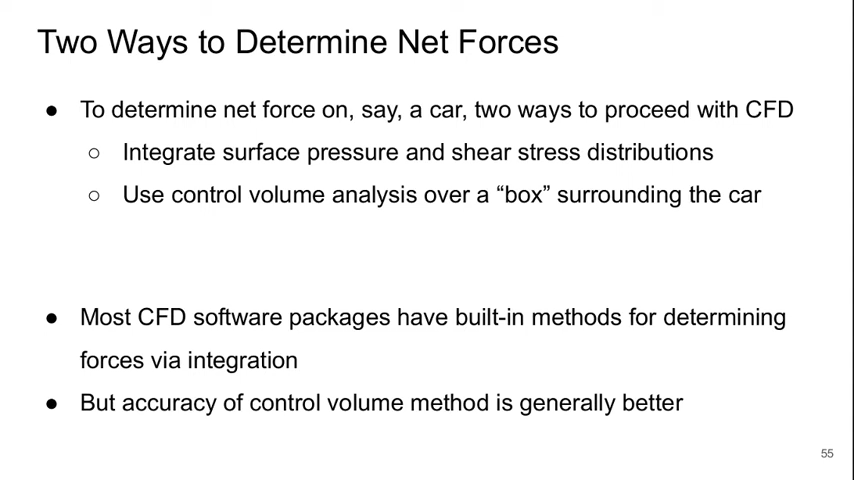 Two Ways to Determine Net Forces
● To determine net force on, say, a car, two ways to proceed with CFD
○ Integrate surface pressure and shear stress distributions
○ Use control volume analysis over a “box” surrounding the car
● Most CFD software packages have built-in methods for determining
forces via integration
● But accuracy of control volume method is generally better
55